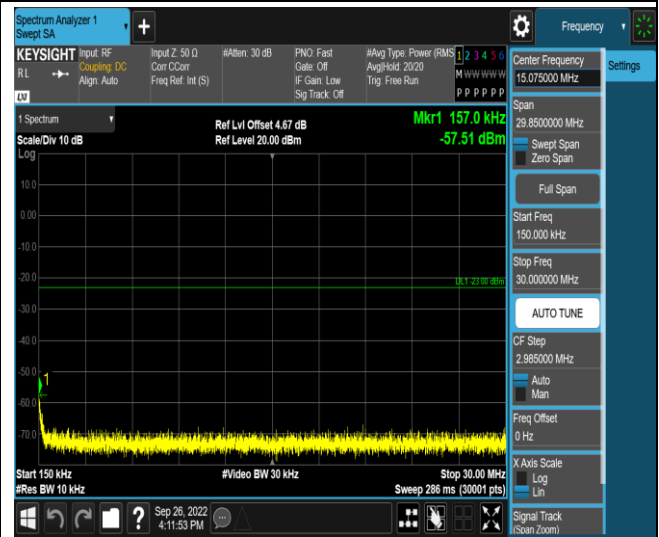 Spectrum Analyzer 1
Swept SA
+
Frequency
KEYSIGHT
RL
LXI
Input: RF
Coupling: DC
Align: Auto
Input Z: 50 Ω
Corr CCorr
Freq Ref: Int (S)
#Atten: 30 dB
PNO: Fast
Gate: Off
IF Gain: Low
Sig Track: Off
#Avg Type: Power (RMS
Avg|Hold: 20/20
Trig: Free Run
1 2 3 4 5 6
M W W W W W
P P P P P P
1 Spectrum
Scale/Div 10 dB
Ref Lvl Offset 4.67 dB
Ref Level 20.00 dBm
Mkr1 157.0 kHz
-57.51 dBm
Log
10.0
0.00
-10.0
-20.0
DL1 -23.00 dBm
-30.0
-40.0
-50.0
1
-60.0
-70.0
Start 150 kHz
#Video BW 30 kHz
Stop 30.00 MHz
#Res BW 10 kHz
Sweep 286 ms (30001 pts)
Sep 26, 2022
4:11:53 PM
?
Center Frequency
15.075000 MHz
Settings
Span
29.8500000 MHz
Swept Span
Zero Span
Full Span
Start Freq
150.000 kHz
Stop Freq
30.000000 MHz
AUTO TUNE
CF Step
2.985000 MHz
Auto
Man
Freq Offset
0 Hz
X Axis Scale
Log
Lin
Signal Track
(Span Zoom)